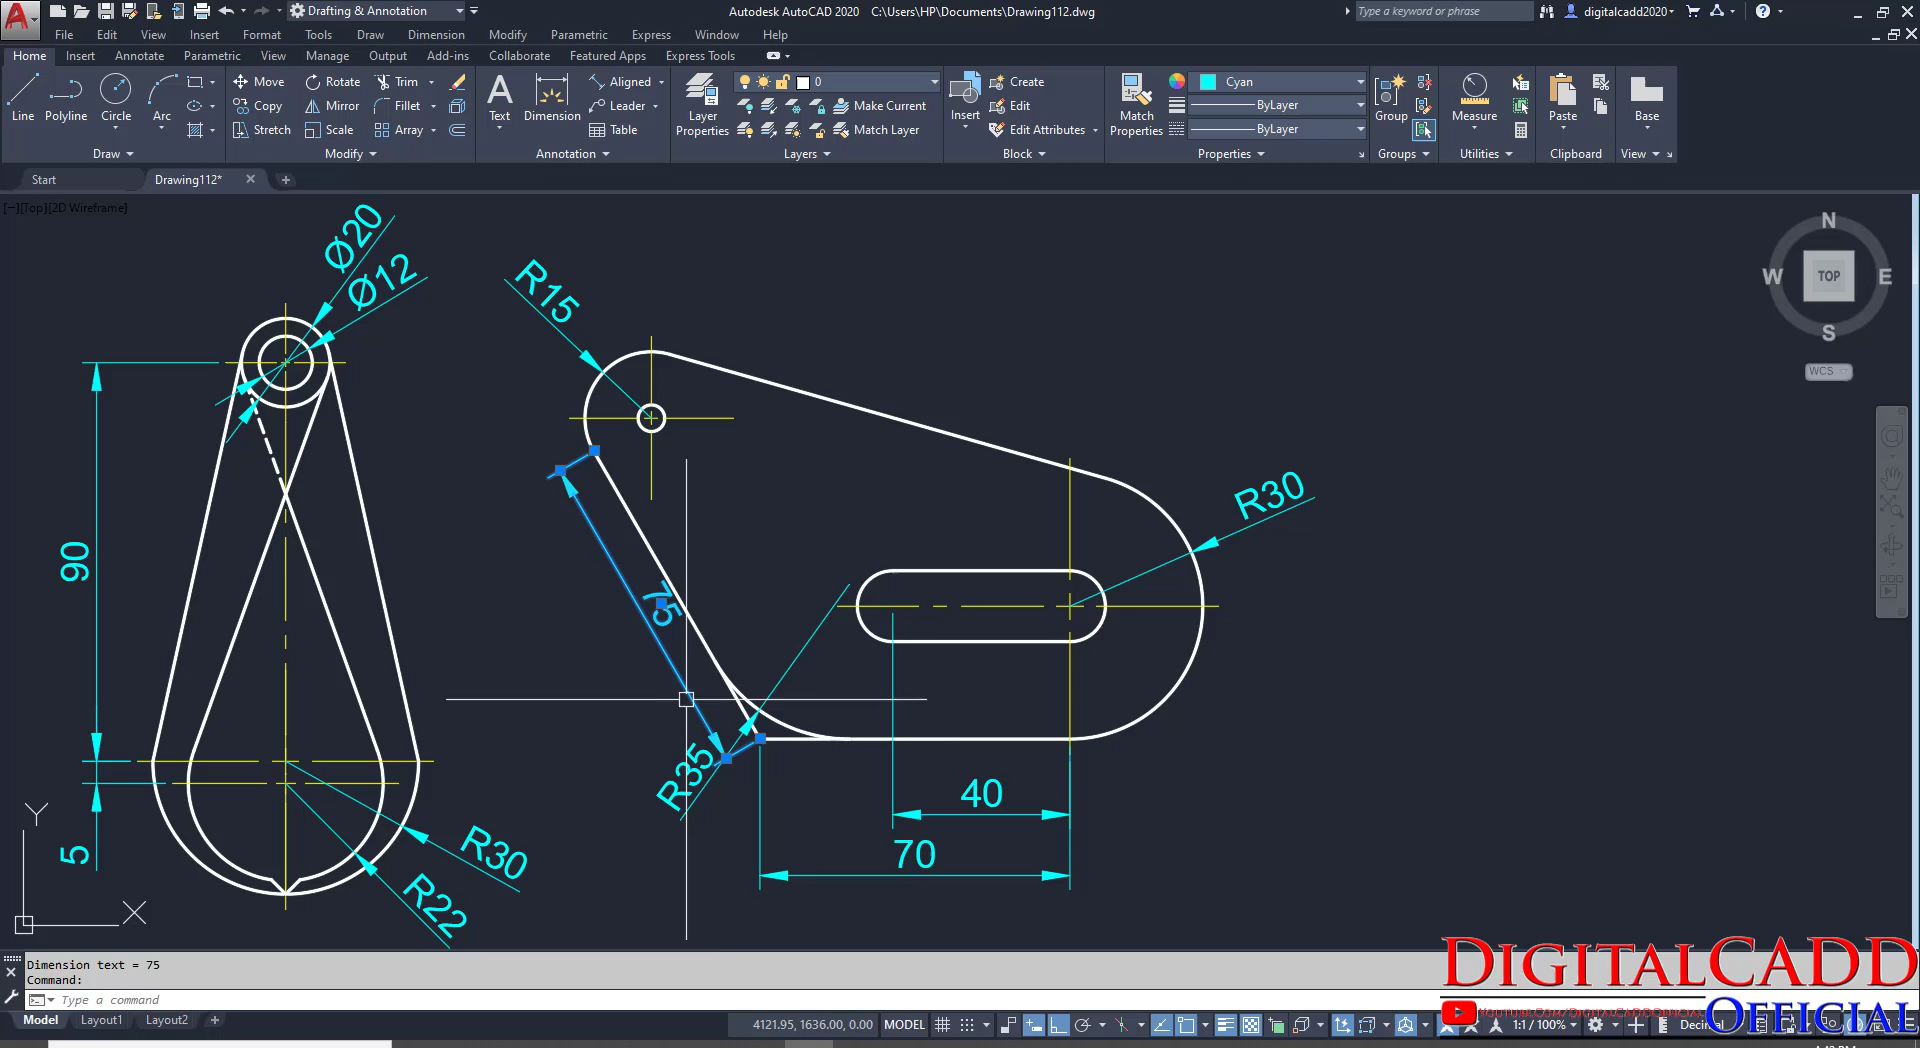 Drafting & Annotation
Autodesk AutoCAD 2020 C:\Users\HP\Documents\Drawing112.dwg
Type a keyword or phrase
digitalcadd2020
File Edit View Insert Format Tools Draw Dimension Modify Parametric Express Window Help
Home Insert Annotate Parametric View Manage Output Add-ins Collaborate Featured Apps Express Tools
Line Polyline Circle Arc
Move Rotate Trim
Copy Mirror Fillet
Stretch Scale Array
Text Dimension
Aligned
Leader
Table
Layer Properties
0
Make Current
Match Layer
Insert
Create
Edit
Edit Attributes
Match Properties
Cyan
ByLayer
ByLayer
Group
Measure
Paste
Base
Draw Modify Annotation Layers Block Properties Groups Utilities Clipboard View
Start Drawing112*
[−][Top][2D Wireframe]
N
W TOP E
S
WCS
Ø20
Ø12
R15
R30
90
75
R35
40
70
5
R30
R22
Y
X
Dimension text = 75
Command:
Type a command
Model Layout1 Layout2
4121.95, 1636.00, 0.00 MODEL
1:1 / 100%
DigitalCADD
Official